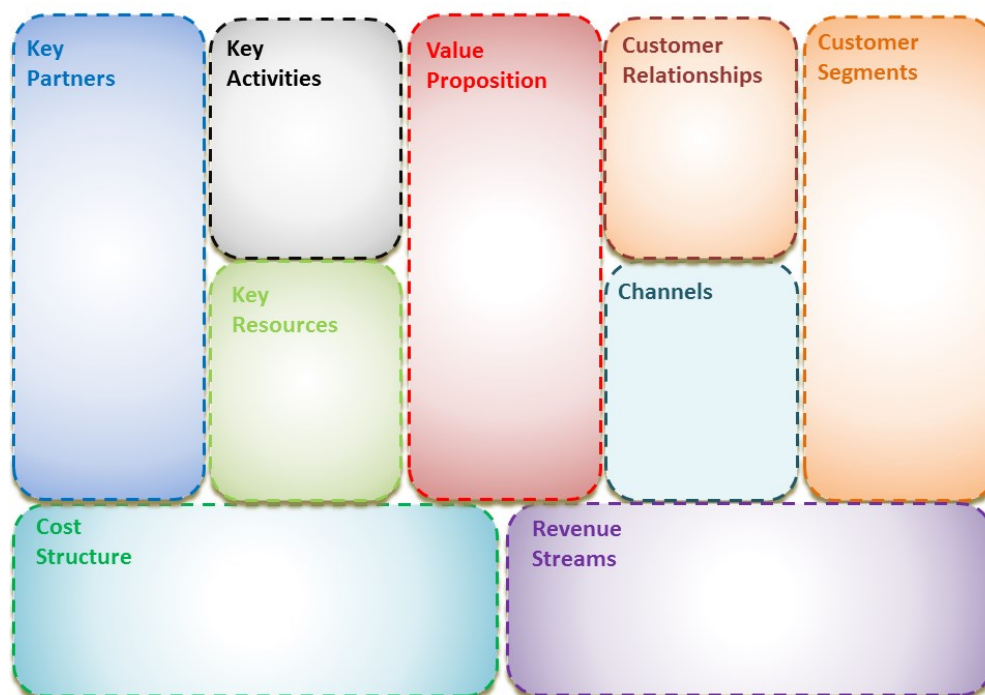 Key
Partners
Key
Activities
Value
Proposition
Customer
Relationships
Customer
Segments
Key
Resources
Channels
Cost
Structure
Revenue
Streams